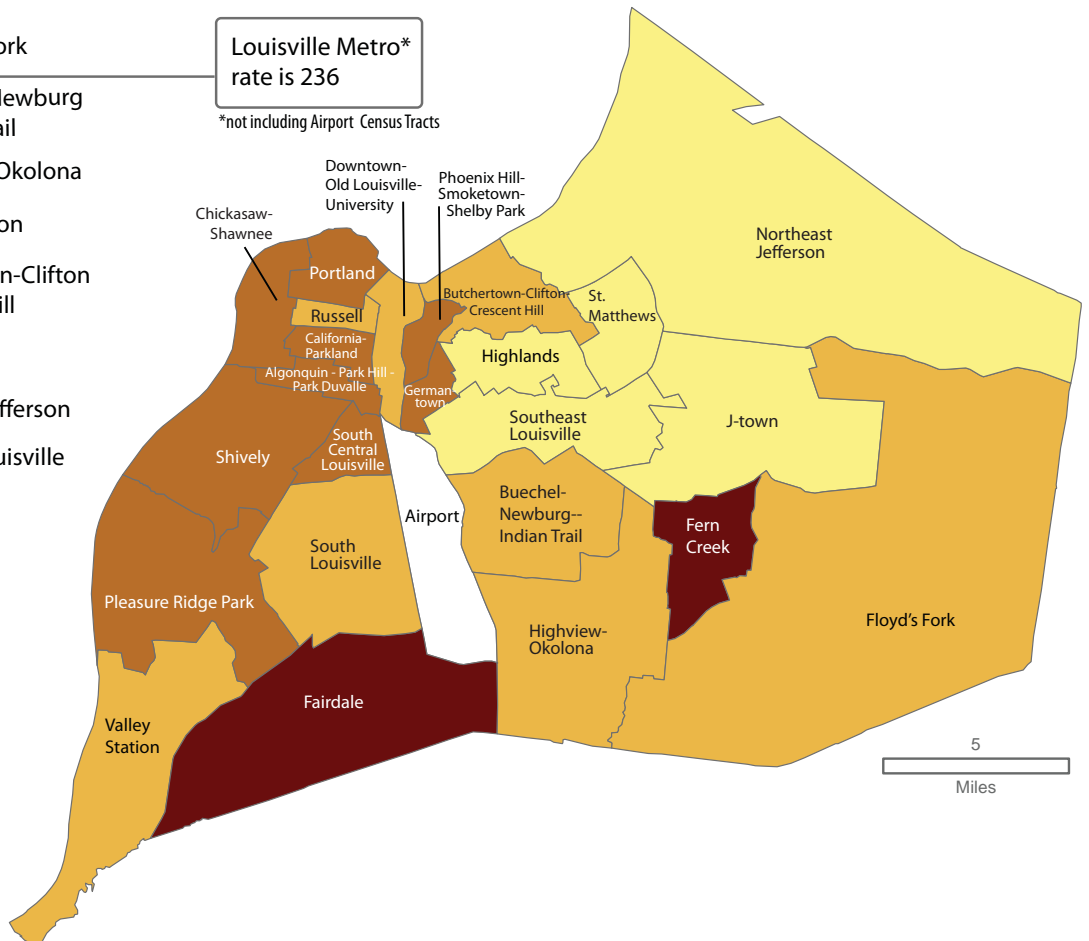 ork
Newburg
ail
Okolona
on
n-Clifton
ill
efferson
uisville
Louisville Metro*
rate is 236
*not including Airport Census Tracts
Downtown-
Old Louisville-
University
Phoenix Hill-
Smoketown-
Shelby Park
Chickasaw-
Shawnee
Northeast
Jefferson
Portland
Butchertown-Clifton-
Crescent Hill
St.
Matthews
Russell
California-
Parkland
Highlands
Algonquin - Park Hill -
Park Duvalle
German-
town
Southeast
Louisville
J-town
South
Central
Louisville
Shively
Buechel-
Newburg--
Indian Trail
Airport
Fern
Creek
South
Louisville
Pleasure Ridge Park
Floyd's Fork
Highview-
Okolona
Fairdale
Valley
Station
5
Miles